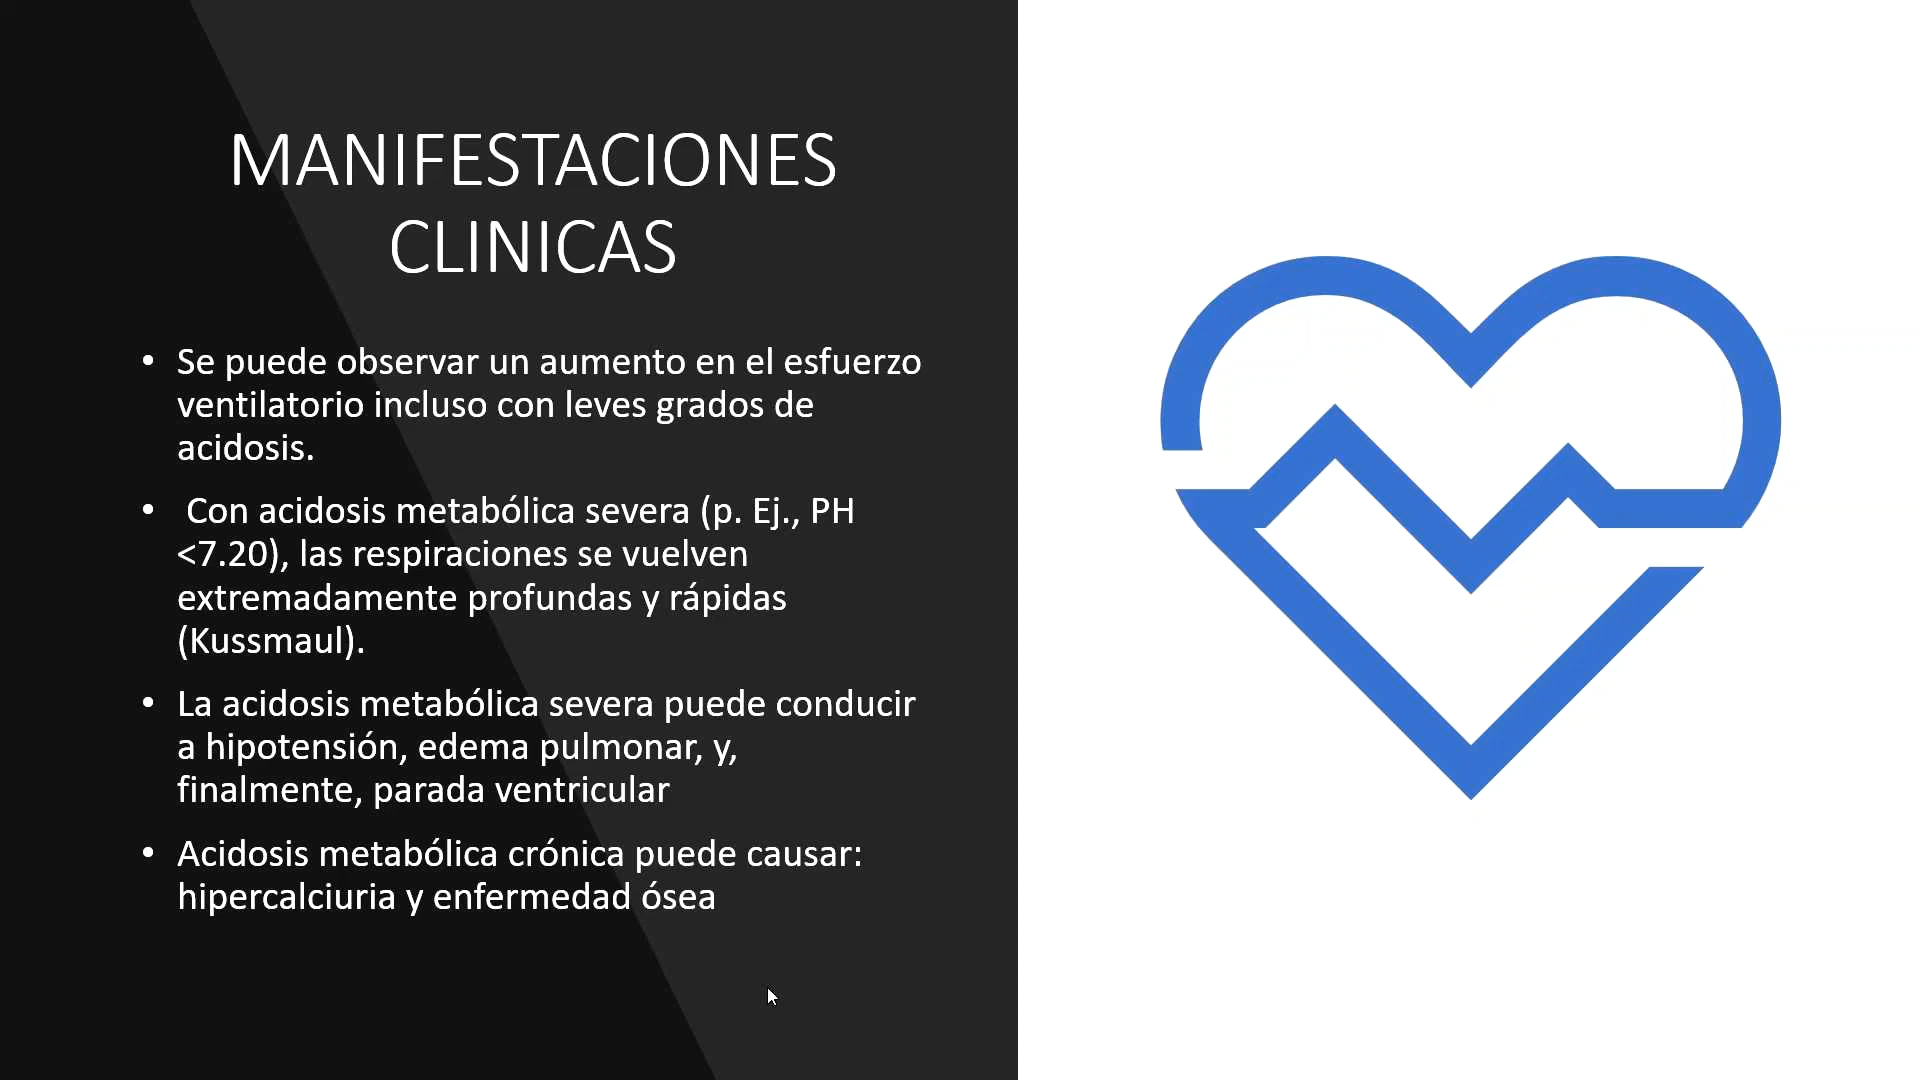 MANIFESTACIONES
CLINICAS
• Se puede observar un aumento en el esfuerzo
ventilatorio incluso con leves grados de
acidosis.
• Con acidosis metabólica severa (p. Ej., PH
<7.20), las respiraciones se vuelven
extremadamente profundas y rápidas
(Kussmaul).
• La acidosis metabólica severa puede conducir
a hipotensión, edema pulmonar, y,
finalmente, parada ventricular
• Acidosis metabólica crónica puede causar:
hipercalciuria y enfermedad ósea